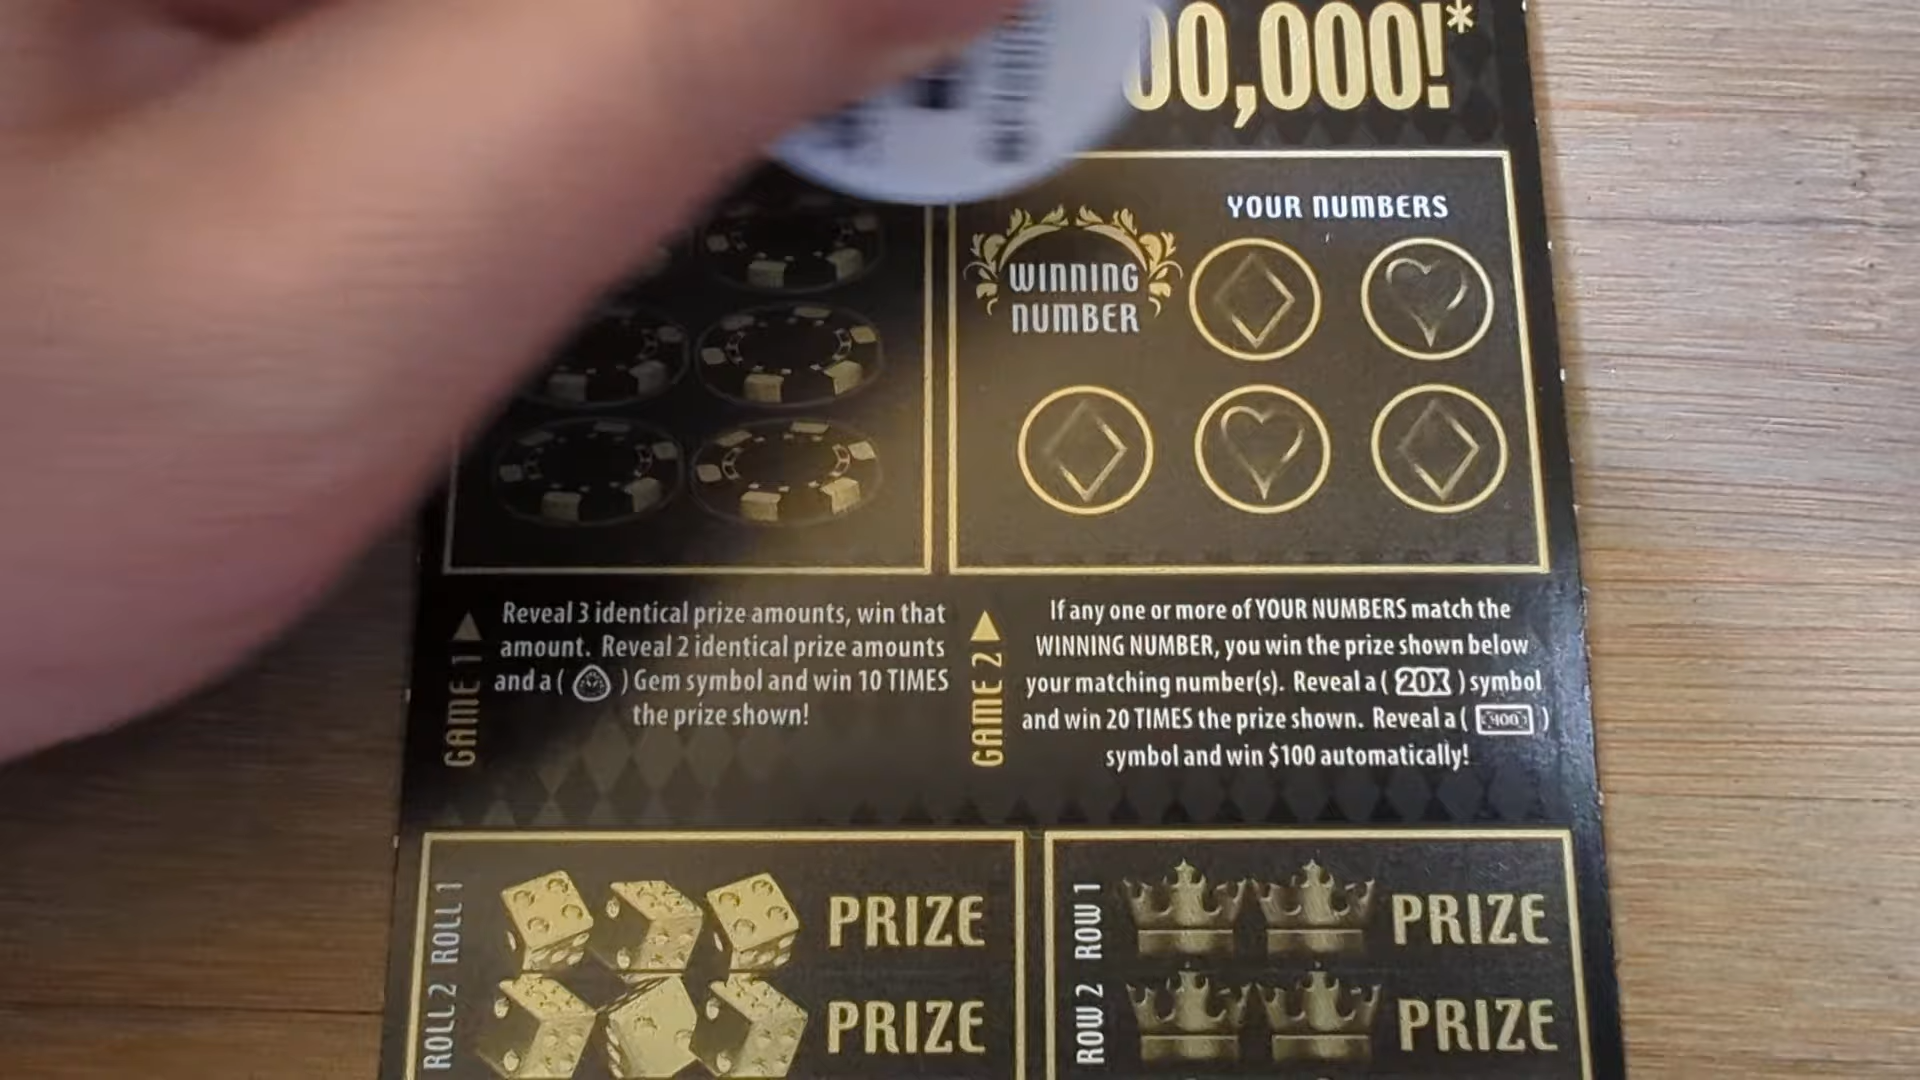 00,000!*
YOUR NUMBERS
WINNING
NUMBER
GAME 1
Reveal 3 identical prize amounts, win that
amount. Reveal 2 identical prize amounts
and a ( ) Gem symbol and win 10 TIMES
the prize shown!
GAME 2
If any one or more of YOUR NUMBERS match the
WINNING NUMBER, you win the prize shown below
your matching number(s). Reveal a ( 20X ) symbol
and win 20 TIMES the prize shown. Reveal a ( 100 )
symbol and win $100 automatically!
ROLL 1
PRIZE
ROLL 2
PRIZE
ROW 1
PRIZE
ROW 2
PRIZE